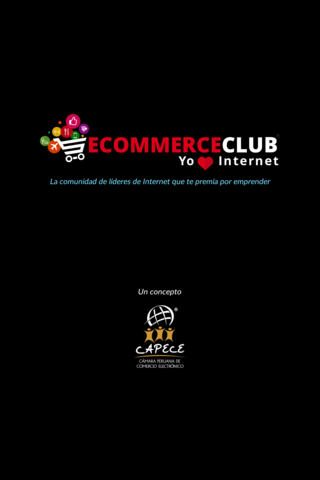 ECOMMERCECLUB
Yo Internet
La comunidad de líderes de Internet que te premia por emprender
Un concepto
®
CAPECE
CÁMARA PERUANA DE
COMERCIO ELECTRÓNICO